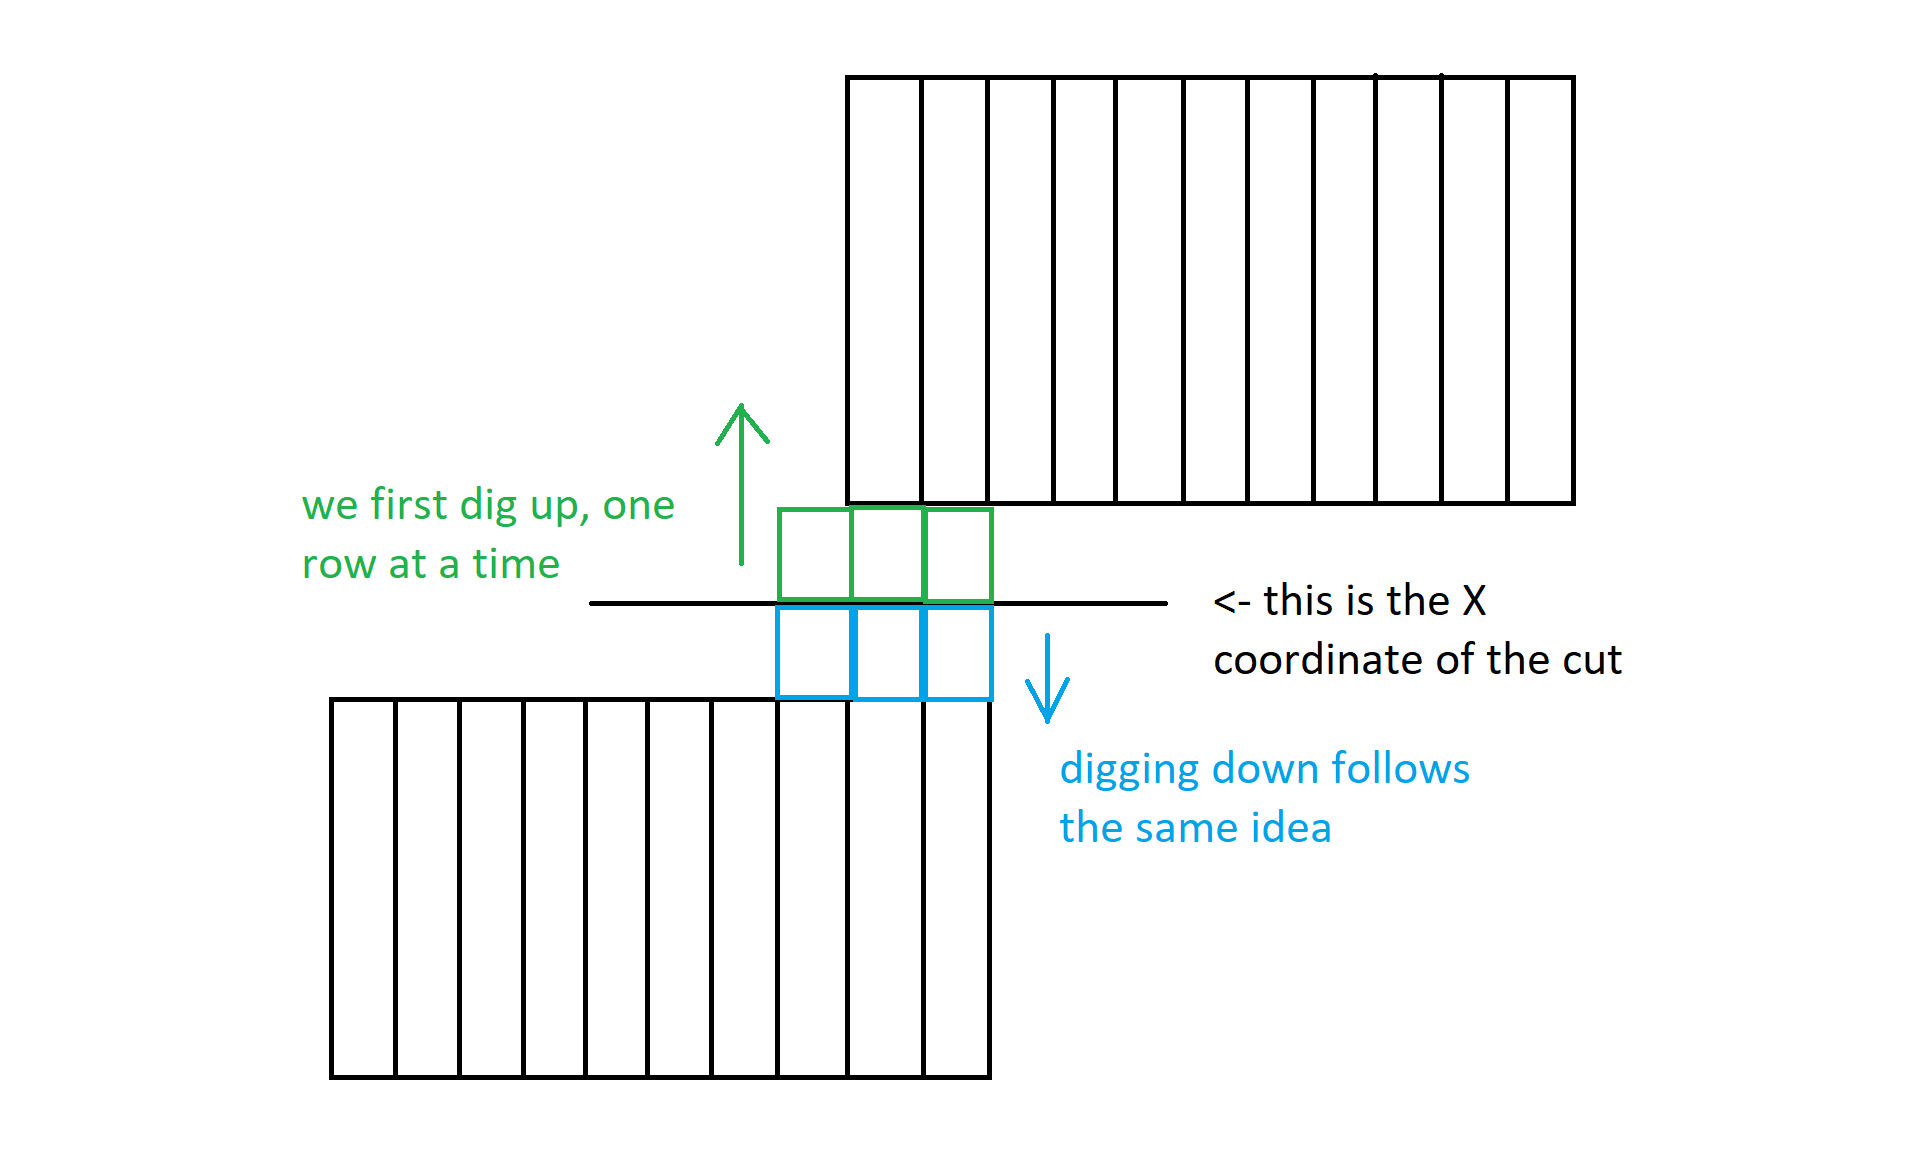 we first dig up, one
row at a time
<- this is the X
coordinate of the cut
digging down follows
the same idea